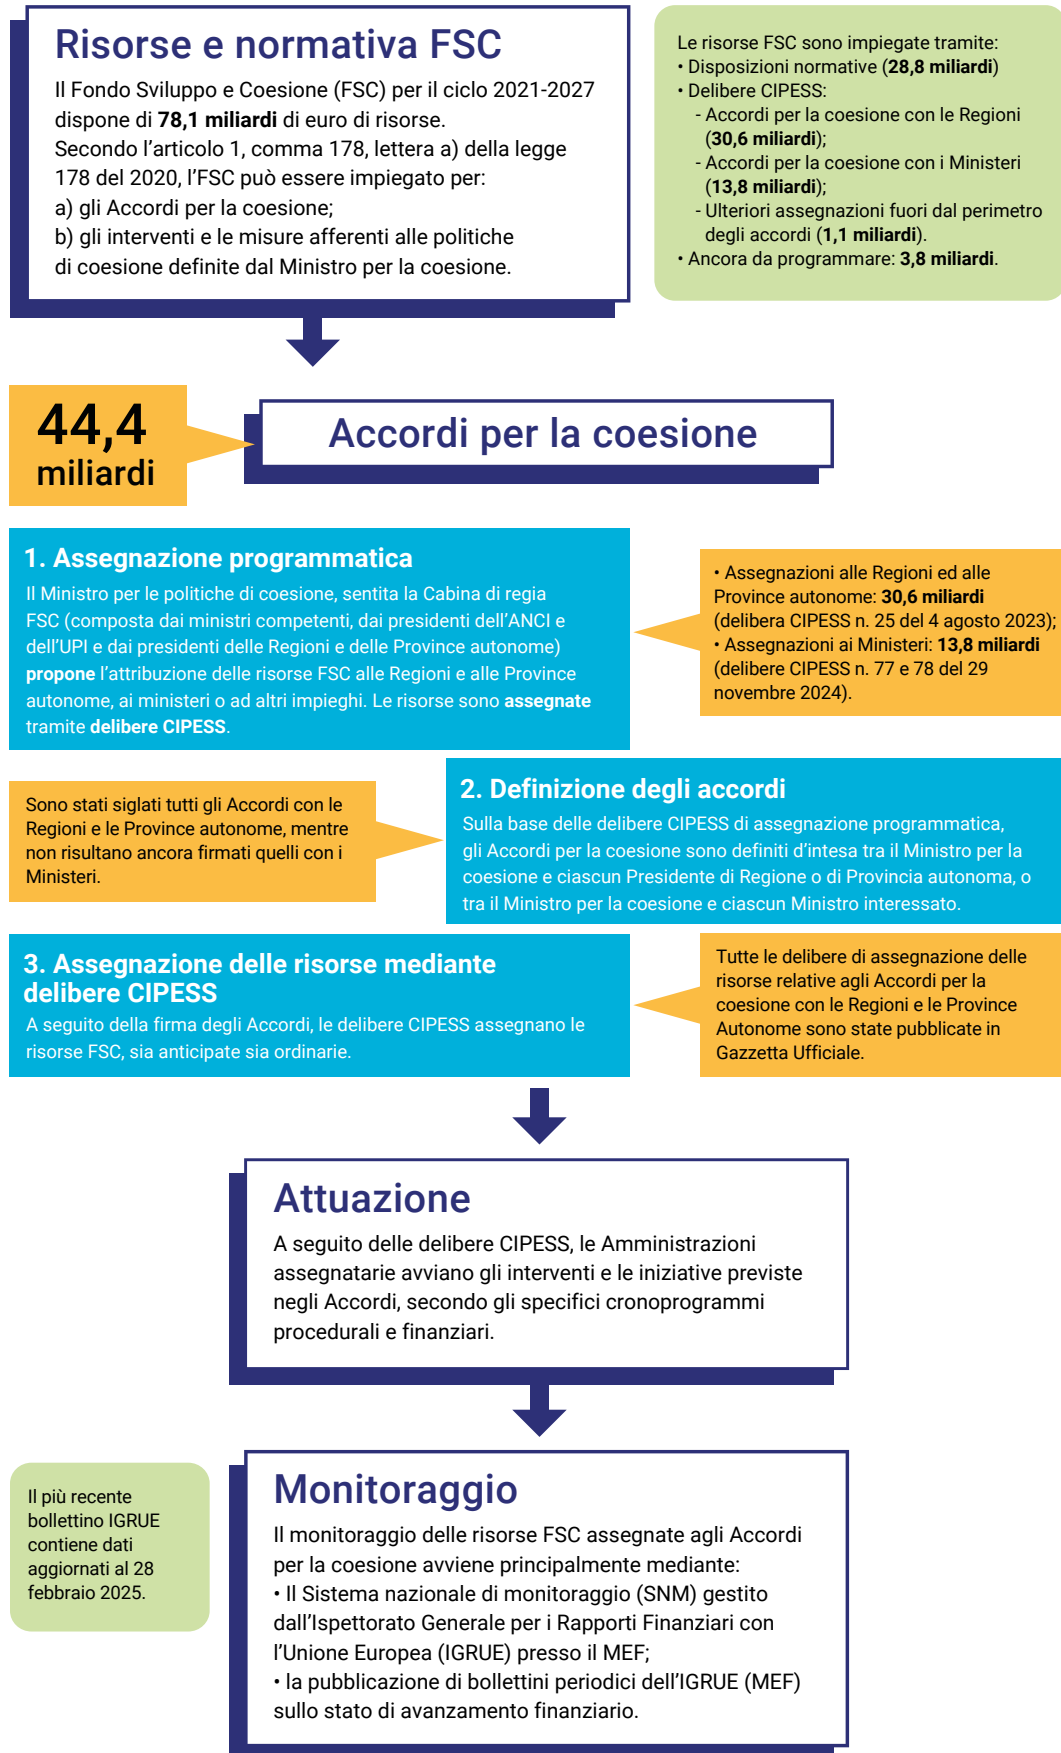 Risorse e normativa FSC
Il Fondo Sviluppo e Coesione (FSC) per il ciclo 2021-2027
dispone di 78,1 miliardi di euro di risorse.
Secondo l’articolo 1, comma 178, lettera a) della legge
178 del 2020, l’FSC può essere impiegato per:
a) gli Accordi per la coesione;
b) gli interventi e le misure afferenti alle politiche
di coesione definite dal Ministro per la coesione.
Le risorse FSC sono impiegate tramite:
• Disposizioni normative (28,8 miliardi)
• Delibere CIPESS:
- Accordi per la coesione con le Regioni
(30,6 miliardi);
- Accordi per la coesione con i Ministeri
(13,8 miliardi);
- Ulteriori assegnazioni fuori dal perimetro
degli accordi (1,1 miliardi).
• Ancora da programmare: 3,8 miliardi.
44,4
miliardi
Accordi per la coesione
1. Assegnazione programmatica
Il Ministro per le politiche di coesione, sentita la Cabina di regia
FSC (composta dai ministri competenti, dai presidenti dell’ANCI e
dell’UPI e dai presidenti delle Regioni e delle Province autonome)
propone l’attribuzione delle risorse FSC alle Regioni e alle Province
autonome, ai ministeri o ad altri impieghi. Le risorse sono assegnate
tramite delibere CIPESS.
• Assegnazioni alle Regioni ed alle
Province autonome: 30,6 miliardi
(delibera CIPESS n. 25 del 4 agosto 2023);
• Assegnazioni ai Ministeri: 13,8 miliardi
(delibere CIPESS n. 77 e 78 del 29
novembre 2024).
Sono stati siglati tutti gli Accordi con le
Regioni e le Province autonome, mentre
non risultano ancora firmati quelli con i
Ministeri.
2. Definizione degli accordi
Sulla base delle delibere CIPESS di assegnazione programmatica,
gli Accordi per la coesione sono definiti d’intesa tra il Ministro per la
coesione e ciascun Presidente di Regione o di Provincia autonoma, o
tra il Ministro per la coesione e ciascun Ministro interessato.
3. Assegnazione delle risorse mediante
delibere CIPESS
A seguito della firma degli Accordi, le delibere CIPESS assegnano le
risorse FSC, sia anticipate sia ordinarie.
Tutte le delibere di assegnazione delle
risorse relative agli Accordi per la
coesione con le Regioni e le Province
Autonome sono state pubblicate in
Gazzetta Ufficiale.
Attuazione
A seguito delle delibere CIPESS, le Amministrazioni
assegnatarie avviano gli interventi e le iniziative previste
negli Accordi, secondo gli specifici cronoprogrammi
procedurali e finanziari.
Il più recente
bollettino IGRUE
contiene dati
aggiornati al 28
febbraio 2025.
Monitoraggio
Il monitoraggio delle risorse FSC assegnate agli Accordi
per la coesione avviene principalmente mediante:
• Il Sistema nazionale di monitoraggio (SNM) gestito
dall’Ispettorato Generale per i Rapporti Finanziari con
l’Unione Europea (IGRUE) presso il MEF;
• la pubblicazione di bollettini periodici dell’IGRUE (MEF)
sullo stato di avanzamento finanziario.